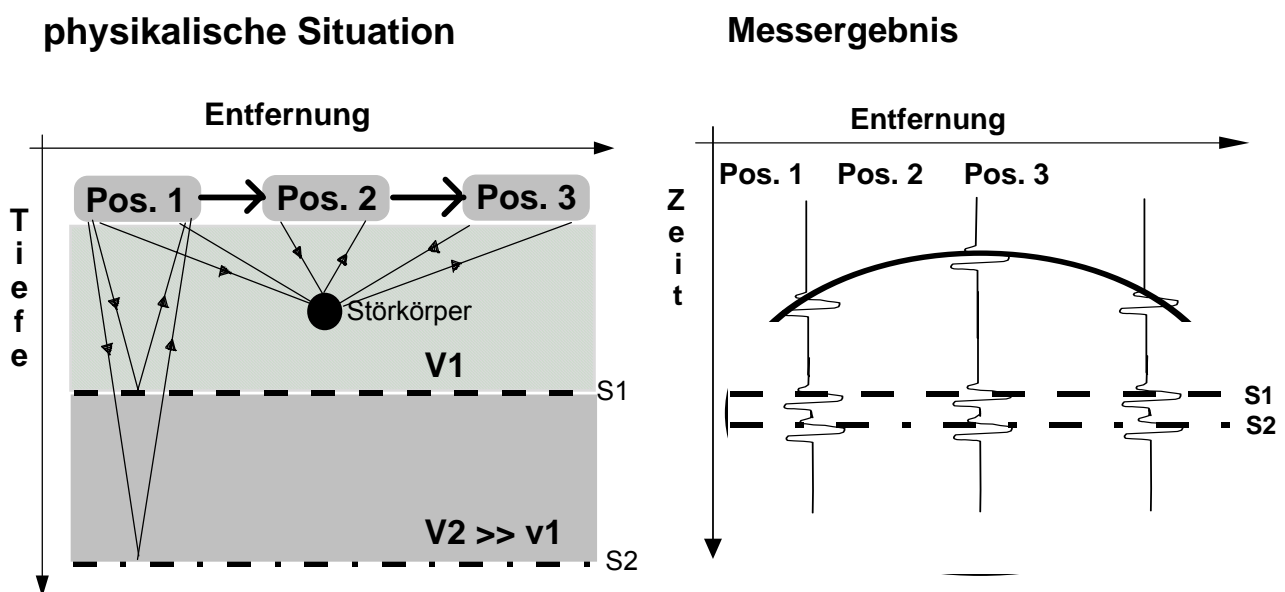 physikalische Situation
Entfernung
Tiefe
Pos. 1
Pos. 2
Pos. 3
Störkörper
V1
S1
V2 >> v1
S2
Messergebnis
Entfernung
Zeit
Pos. 1 Pos. 2 Pos. 3
S1
S2